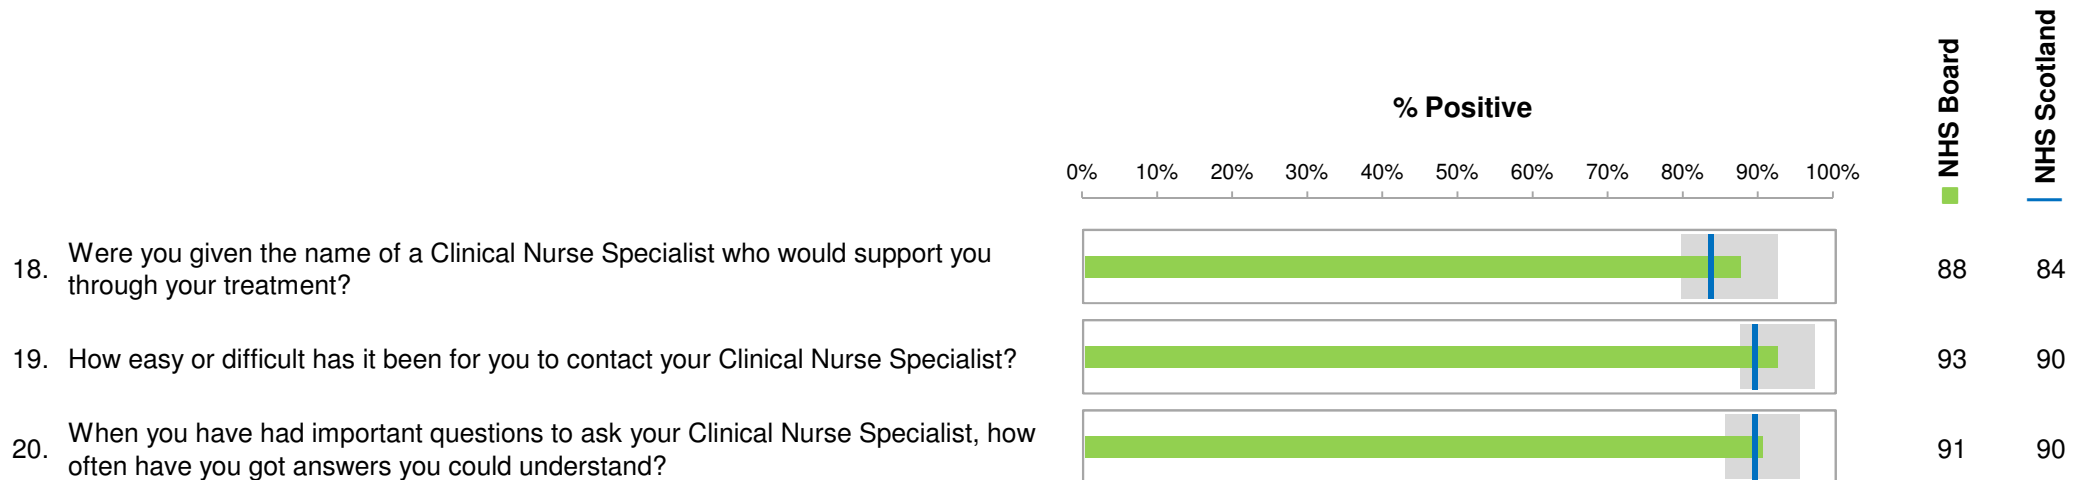 NHS Board
NHS Scotland
% Positive
0% 10% 20% 30% 40% 50% 60% 70% 80% 90% 100%
18. Were you given the name of a Clinical Nurse Specialist who would support you
through your treatment?
88 84
19. How easy or difficult has it been for you to contact your Clinical Nurse Specialist?
93 90
20. When you have had important questions to ask your Clinical Nurse Specialist, how
often have you got answers you could understand?
91 90